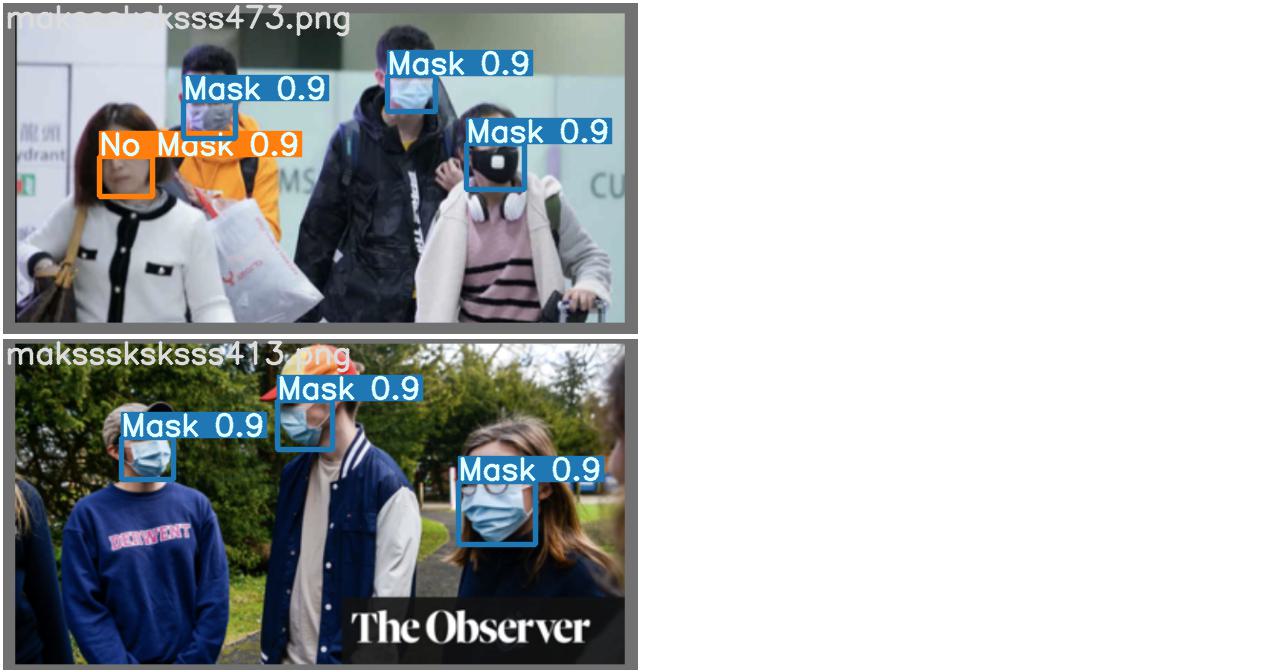 maksssksksss473.png
Mask 0.9
Mask 0.9
Mask 0.9
No Mask 0.9
ydrant
MS
CU
maksssksksss413.png
Mask 0.9
Mask 0.9
Mask 0.9
DERWENT
The Observer